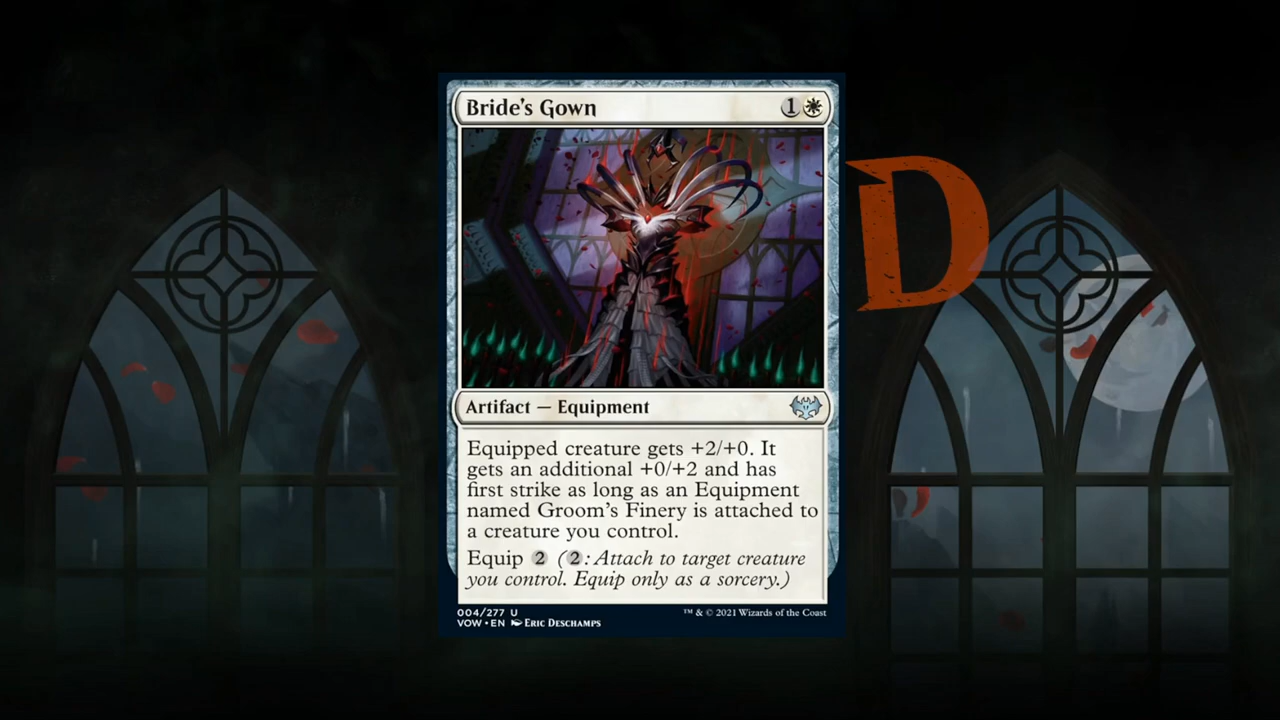 Bride's Gown 1
D
Artifact — Equipment
Equipped creature gets +2/+0. It
gets an additional +0/+2 and has
first strike as long as an Equipment
named Groom's Finery is attached to
a creature you control.
Equip 2 (2: Attach to target creature
you control. Equip only as a sorcery.)
004/277 U
™ & © 2021 Wizards of the Coast
VOW • EN Eric Deschamps